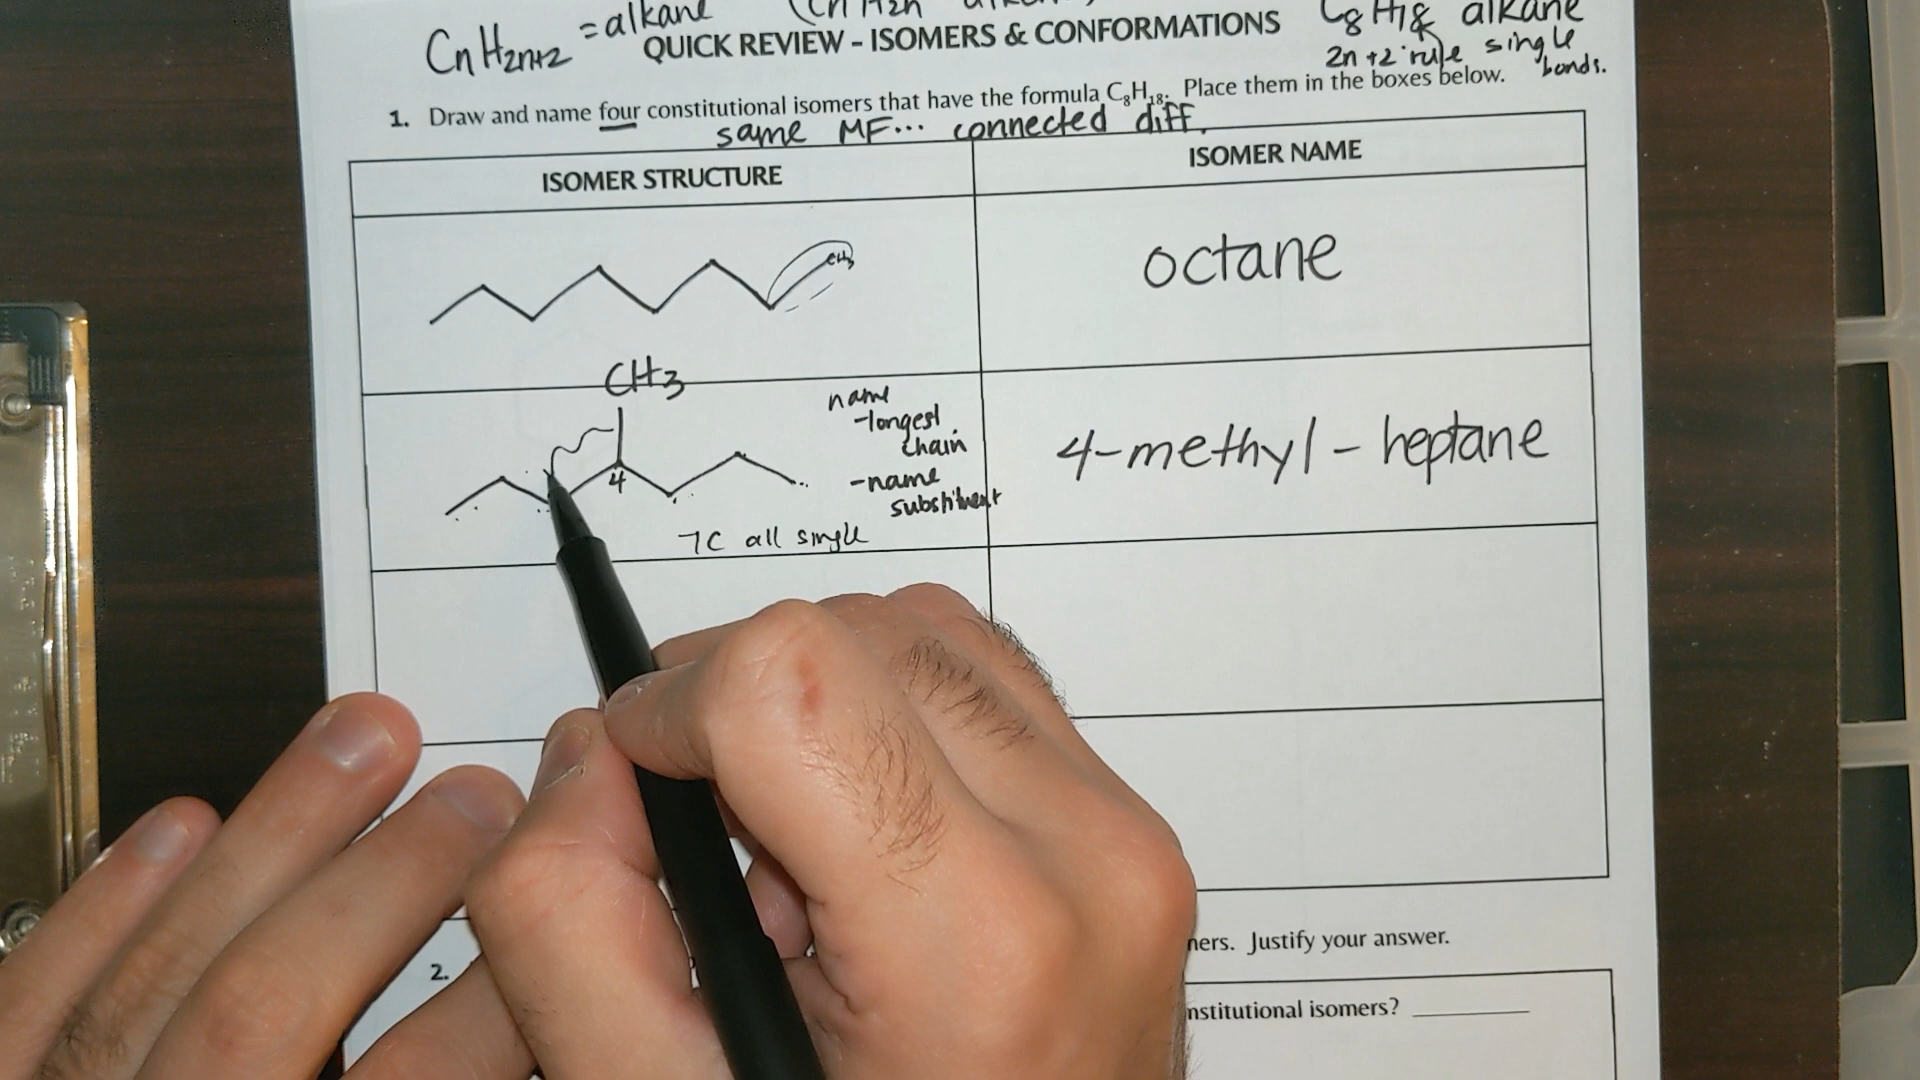 CnH2n+2 = alkane (CnH2n
C8H18 alkane
2n+2 rule single
bonds.
QUICK REVIEW - ISOMERS & CONFORMATIONS
1. Draw and name four constitutional isomers that have the formula C₈H₁₈. Place them in the boxes below.
same MF... connected diff.
ISOMER STRUCTURE ISOMER NAME
CH3
octane
CH3
name
-longest
chain
-name
substituent
4
7C all single
4-methyl-heptane
2.
ners. Justify your answer.
nstitutional isomers? ________